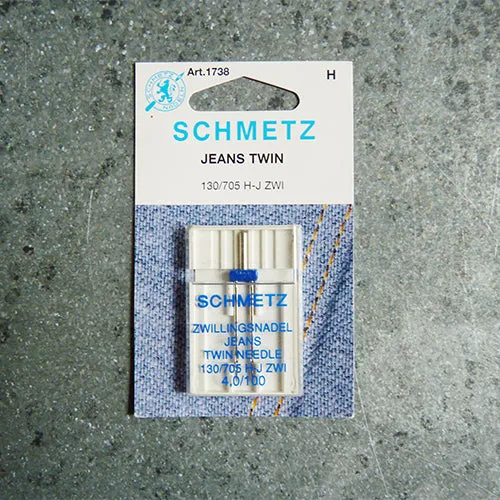 Art.1738
H
SCHMETZ
JEANS TWIN
130/705 H-J ZWI
SCHMETZ
ZWILLINGSNADEL
JEANS
TWIN NEEDLE
130/705 H-J ZWI
4,0/100